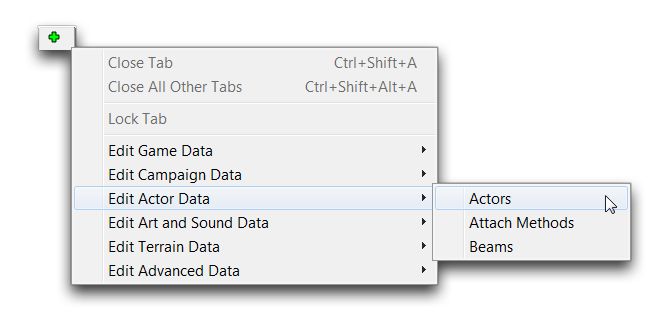 Close Tab Ctrl+Shift+A
Close All Other Tabs Ctrl+Shift+Alt+A
Lock Tab
Edit Game Data
Edit Campaign Data
Edit Actor Data
Edit Art and Sound Data
Edit Terrain Data
Edit Advanced Data
Actors
Attach Methods
Beams